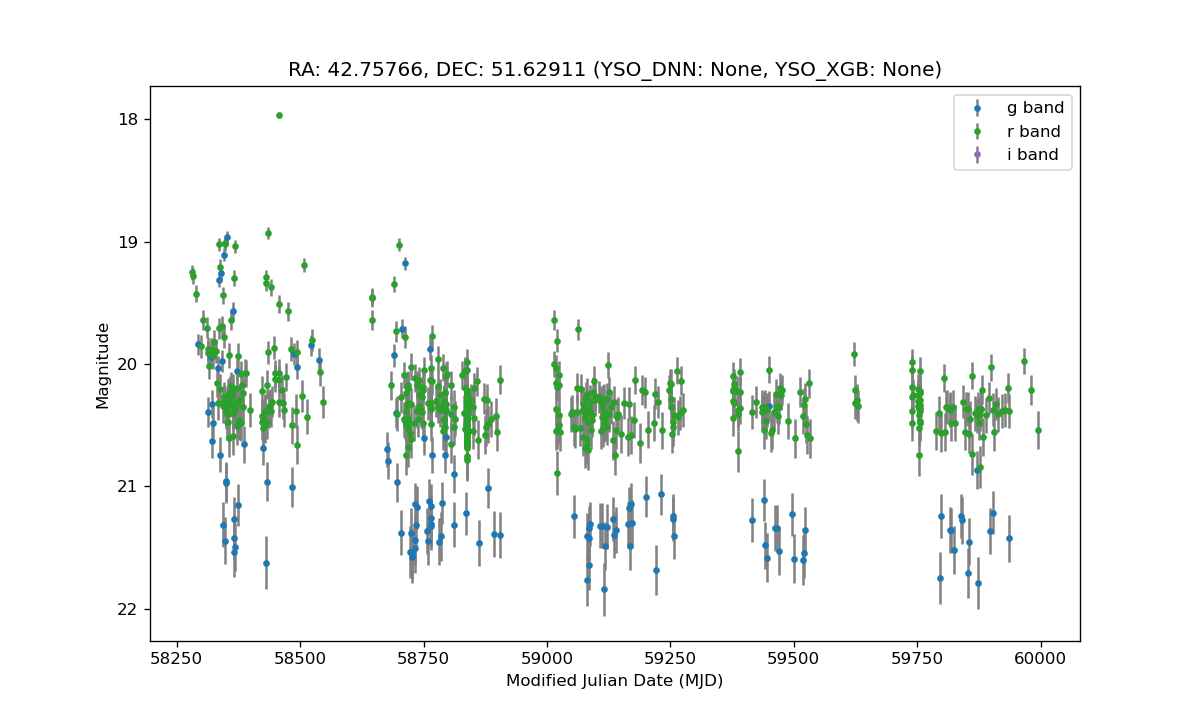 RA: 42.75766, DEC: 51.62911 (YSO_DNN: None, YSO_XGB: None)
g band
r band
i band
18
19
20
21
22
Magnitude
58250 58500 58750 59000 59250 59500 59750 60000
Modified Julian Date (MJD)